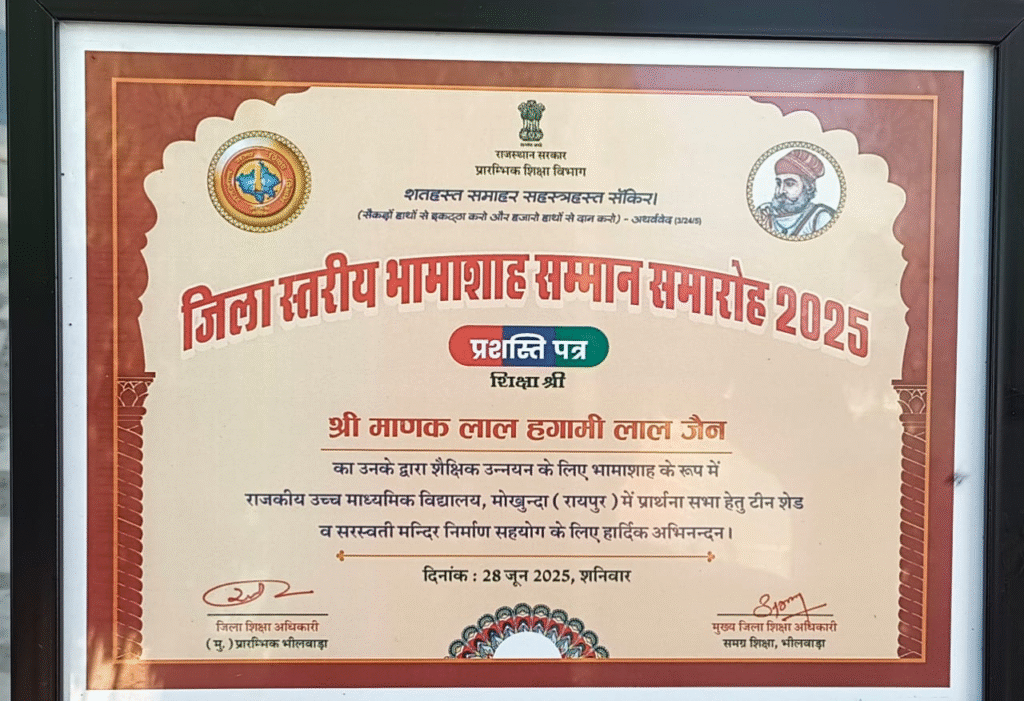 राजस्थान सरकार
प्रारम्भिक शिक्षा विभाग
शतहस्त समाहर सहस्त्रहस्त संकिर।
(सैकड़ों हाथों से इकट्ठा करो और हजारो हाथों से दान करो) - अथर्ववेद (3/24/5)
जिला स्तरीय भामाशाह सम्मान समारोह 2025
प्रशस्ति पत्र
शिक्षा श्री
श्री माणक लाल हगामी लाल जैन
का उनके द्वारा शैक्षिक उन्नयन के लिए भामाशाह के रूप में
राजकीय उच्च माध्यमिक विद्यालय, मोखुन्दा ( रायपुर ) में प्रार्थना सभा हेतु टीन शेड
व सरस्वती मन्दिर निर्माण सहयोग के लिए हार्दिक अभिनन्दन।
दिनांक : 28 जून 2025, शनिवार
जिला शिक्षा अधिकारी
( मु. ) प्रारम्भिक भीलवाड़ा
मुख्य जिला शिक्षा अधिकारी
समग्र शिक्षा, भीलवाड़ा